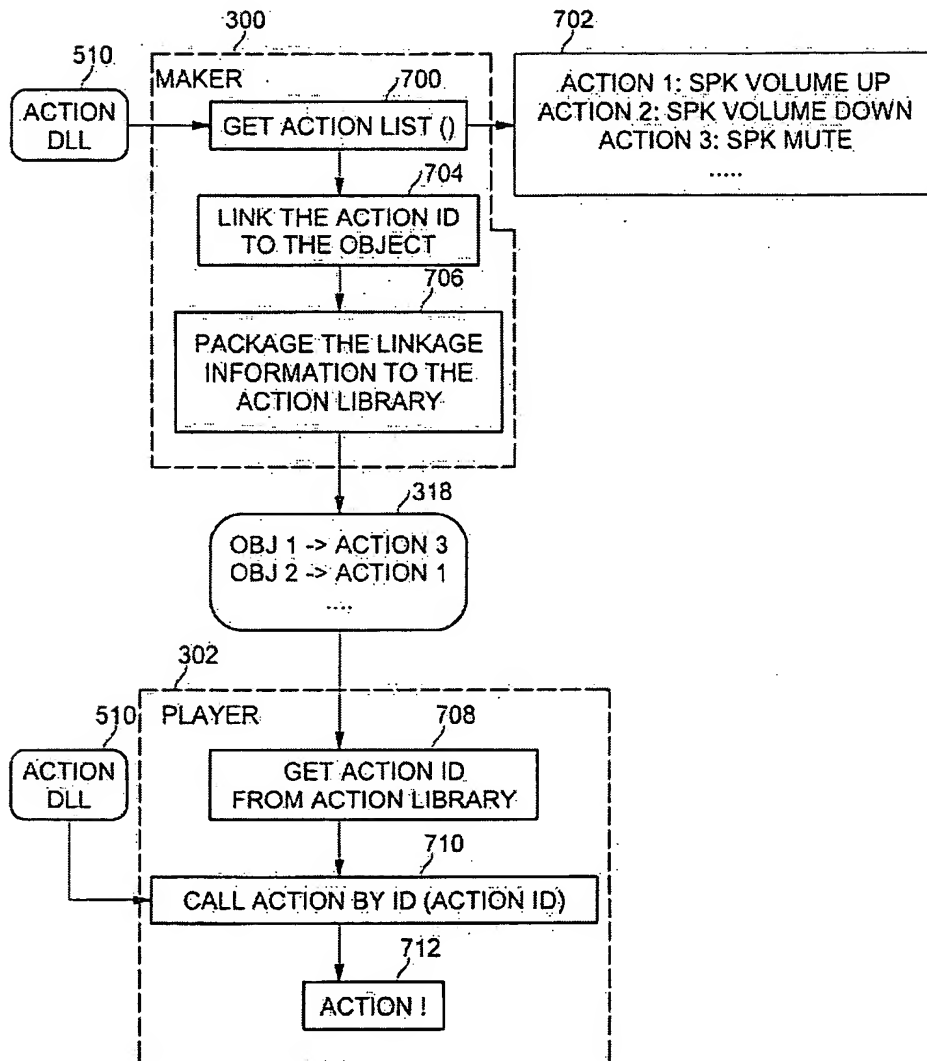 300
702
510
MAKER
700
ACTION
DLL
GET ACTION LIST ()
ACTION 1: SPK VOLUME UP
ACTION 2: SPK VOLUME DOWN
ACTION 3: SPK MUTE
.....
704
LINK THE ACTION ID
TO THE OBJECT
706
PACKAGE THE LINKAGE
INFORMATION TO THE
ACTION LIBRARY
318
OBJ 1 -> ACTION 3
OBJ 2 -> ACTION 1
....
302
510
PLAYER
708
ACTION
DLL
GET ACTION ID
FROM ACTION LIBRARY
710
CALL ACTION BY ID (ACTION ID)
712
ACTION !